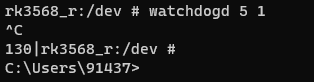 rk3568_r:/dev # watchdogd 5 1
^C
130|rk3568_r:/dev #
C:\Users\91437>